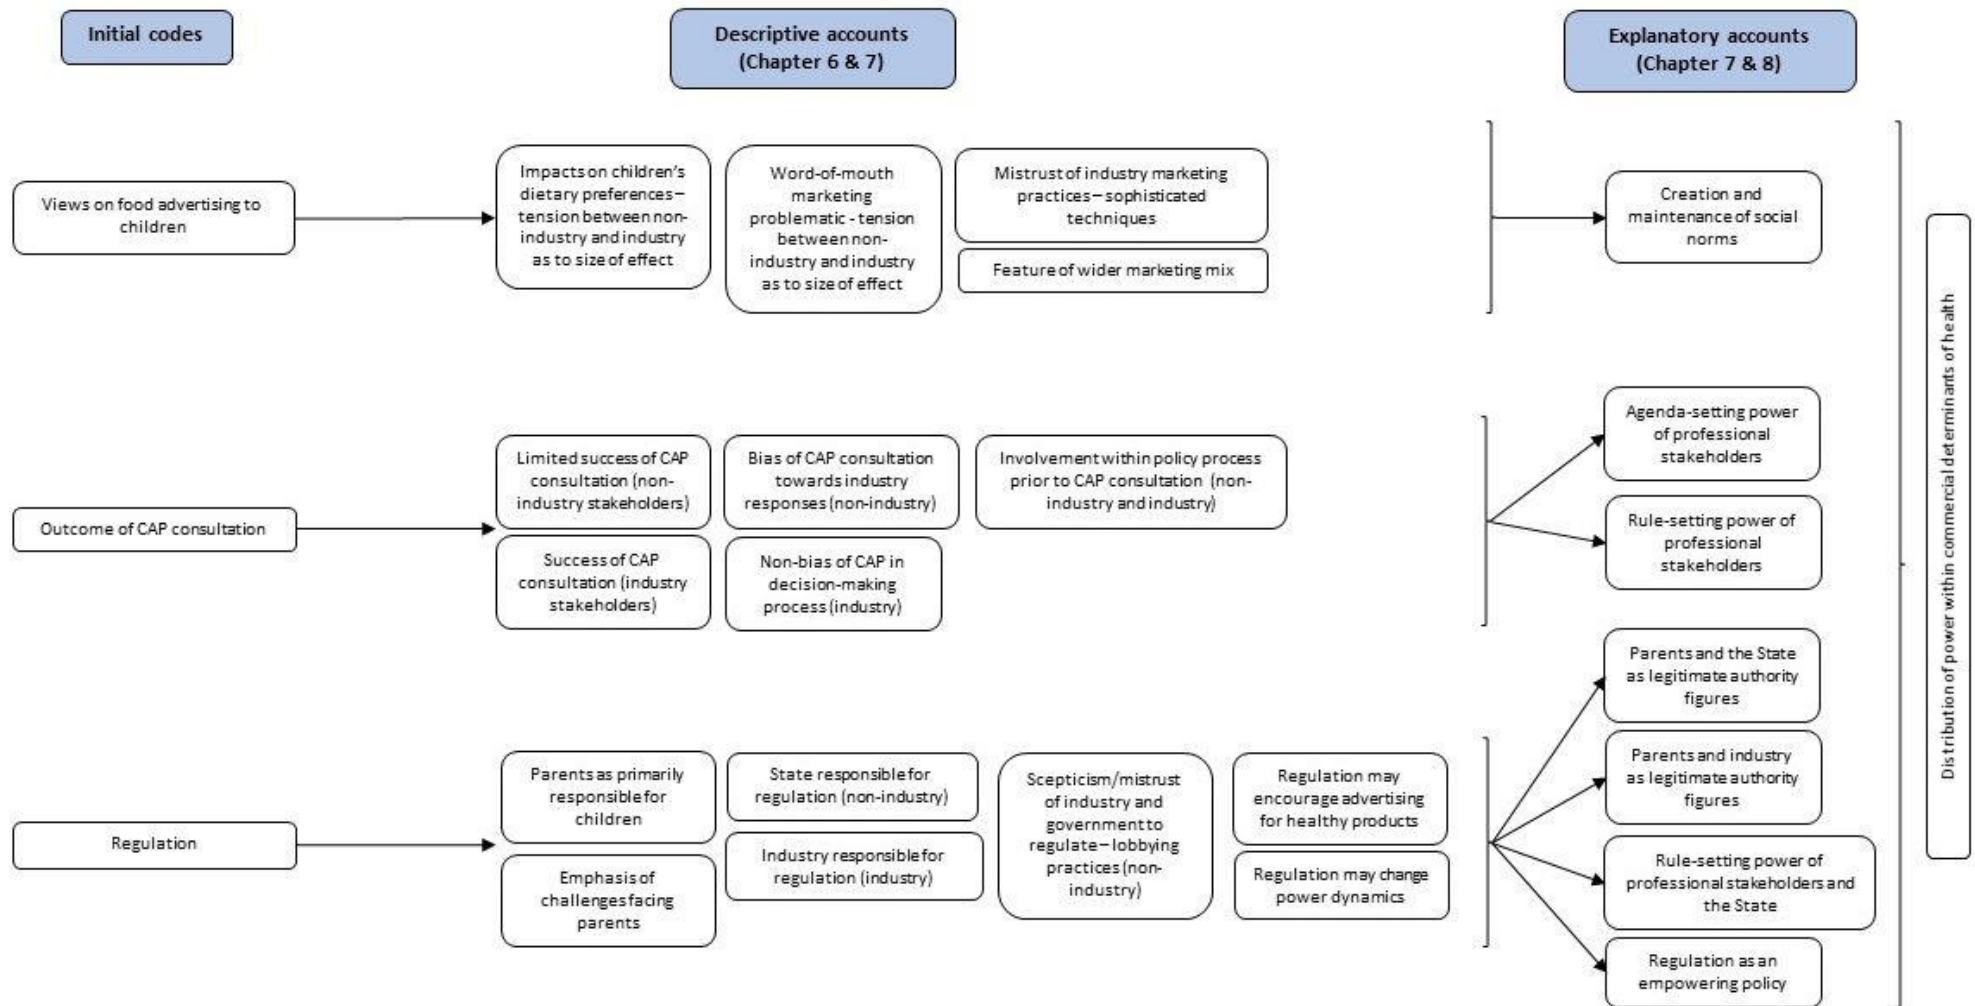 Initial codes
Descriptive accounts
(Chapter 6 & 7)
Explanatory accounts
(Chapter 7 & 8)
Views on food advertising to
children
Impacts on children's
dietary preferences –
tension between non-
industry and industry
as to size of effect
Word-of-mouth
marketing
problematic - tension
between non-
industry and industry
as to size of effect
Mistrust of industry marketing
practices – sophisticated
techniques
Feature of wider marketing mix
Creation and
maintenance of social
norms
Outcome of CAP consultation
Limited success of CAP
consultation (non-
industry stakeholders)
Success of CAP
consultation (industry
stakeholders)
Bias of CAP consultation
towards industry
responses (non-industry)
Non-bias of CAP in
decision-making
process (industry)
Involvement within policy process
prior to CAP consultation (non-
industry and industry)
Agenda-setting power
of professional
stakeholders
Rule-setting power of
professional
stakeholders
Regulation
Parents as primarily
responsible for
children
Emphasis of
challenges facing
parents
State responsible for
regulation (non-industry)
Industry responsible for
regulation (industry)
Scepticism/mistrust
of industry and
government to
regulate – lobbying
practices (non-
industry)
Regulation may
encourage advertising
for healthy products
Regulation may change
power dynamics
Parents and the State
as legitimate authority
figures
Parents and industry
as legitimate authority
figures
Rule-setting power of
professional stakeholders and
the State
Regulation as an
empowering policy
Distribution of power within commercial determinants of health